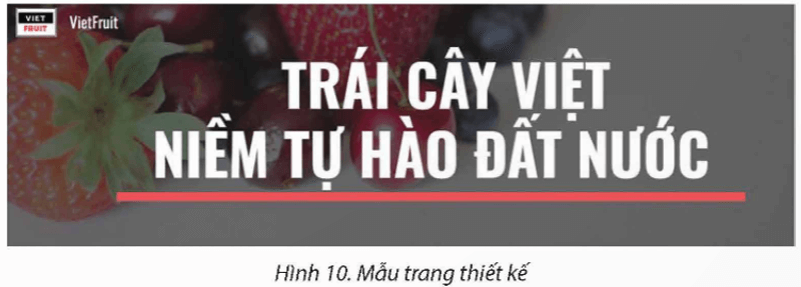 VIET
FRUIT
VietFruit
TRÁI CÂY VIỆT
NIỀM TỰ HÀO ĐẤT NƯỚC
Hình 10. Mẫu trang thiết kế